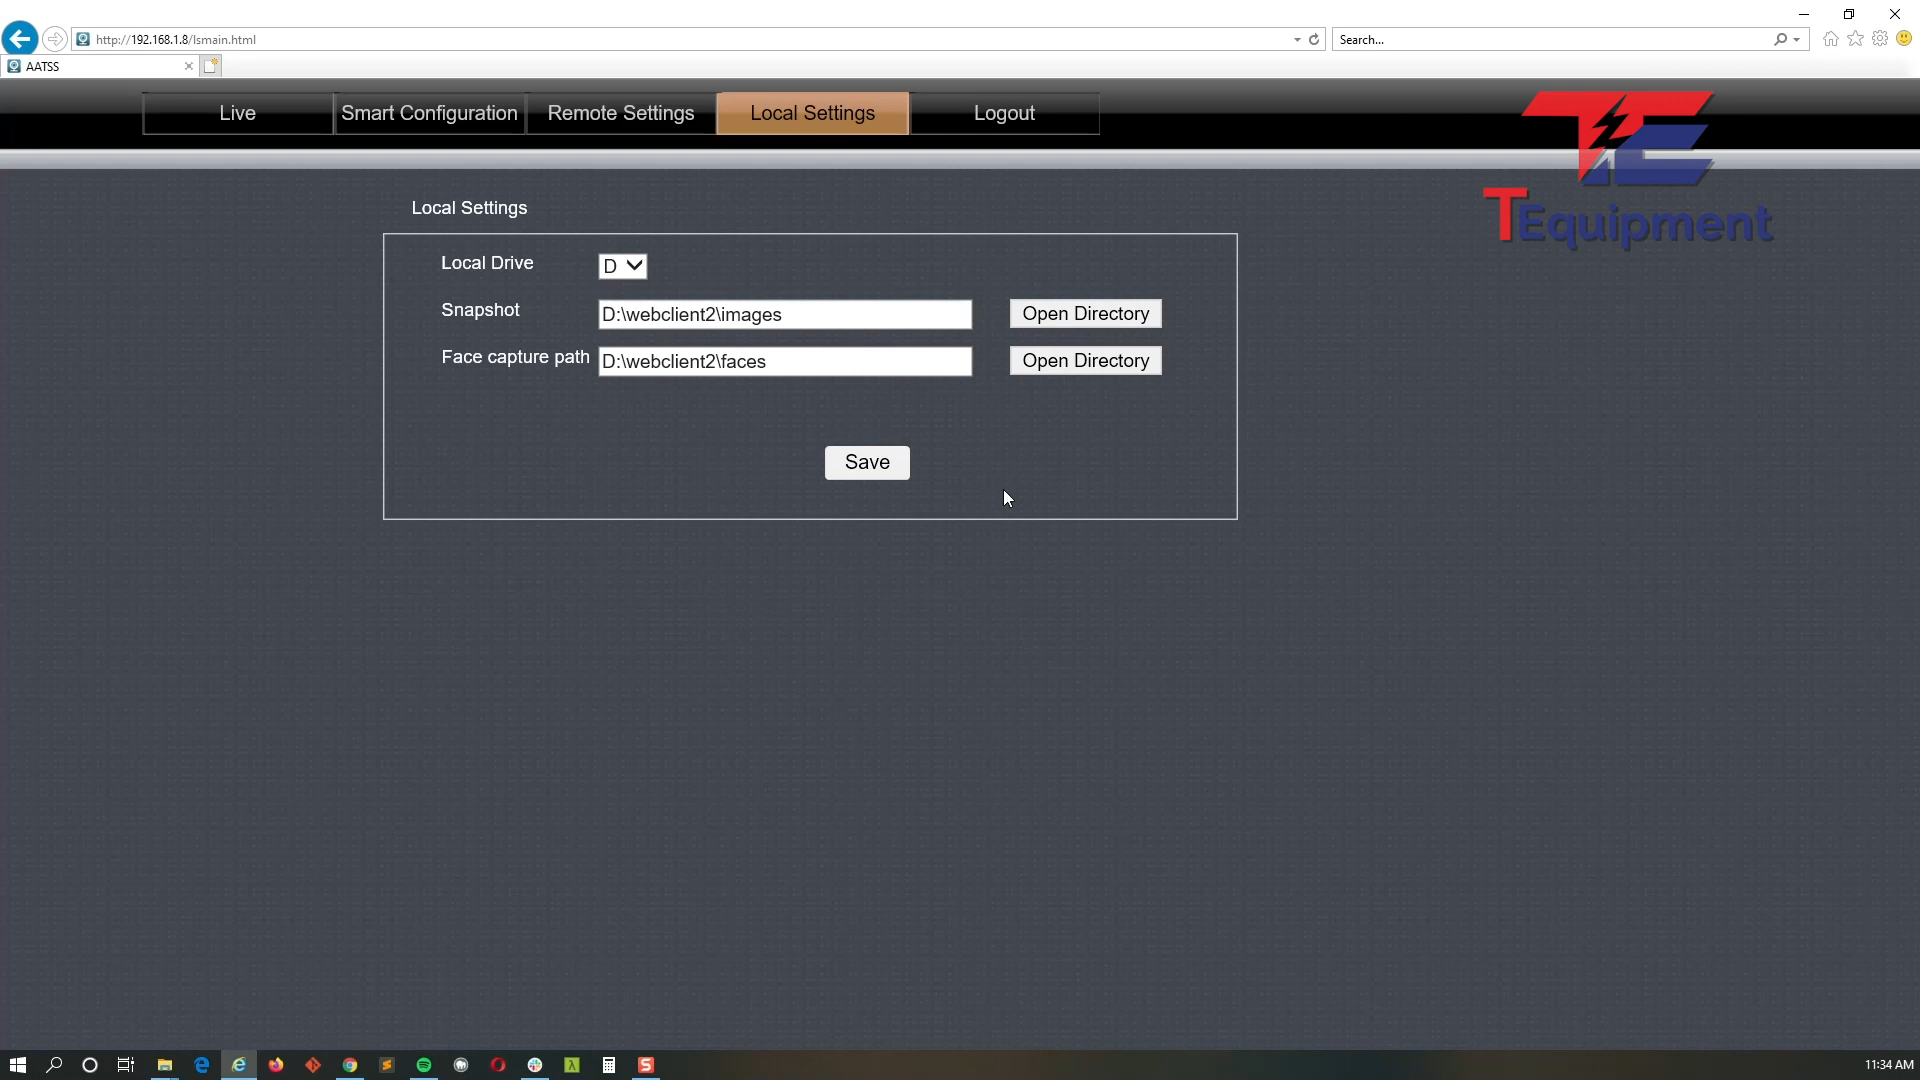 http://192.168.1.8/lsmain.html
Search...
AATSS
Live
Smart Configuration
Remote Settings
Local Settings
Logout
TEquipment
Local Settings
Local Drive
D
Snapshot
D:\webclient2\images
Open Directory
Face capture path
D:\webclient2\faces
Open Directory
Save
11:34 AM